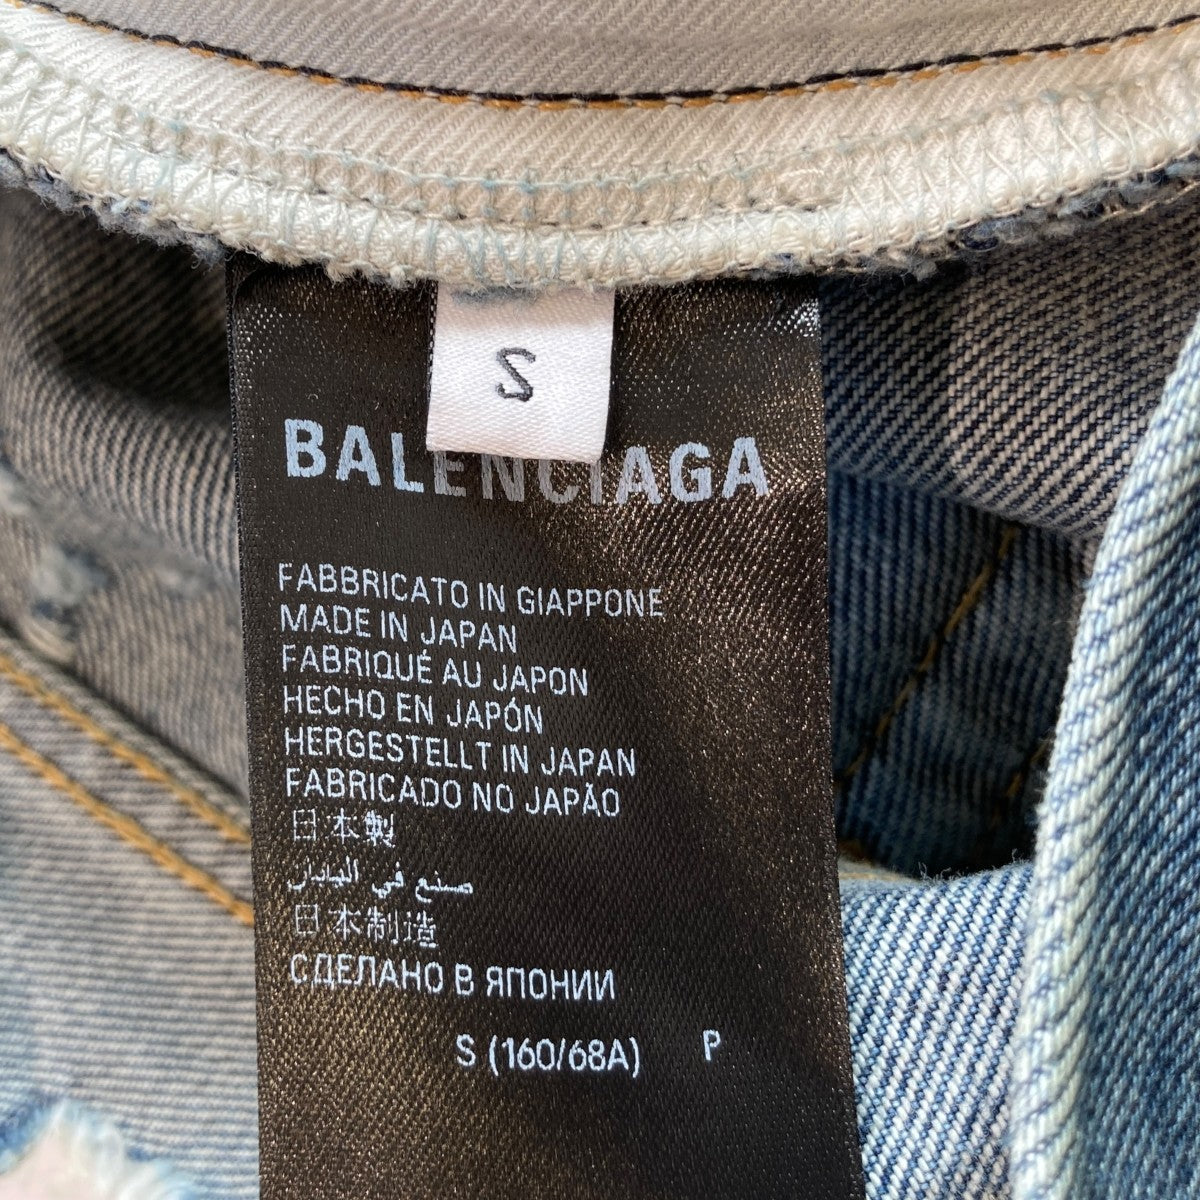 S
BALENCIAGA
FABBRICATO IN GIAPPONE
MADE IN JAPAN
FABRIQUÉ AU JAPON
HECHO EN JAPÓN
HERGESTELLT IN JAPAN
FABRICADO NO JAPÃO
日本製
صنع في اليابان
日本制造
СДЕЛАНО В ЯПОНИИ
S (160/68A) P